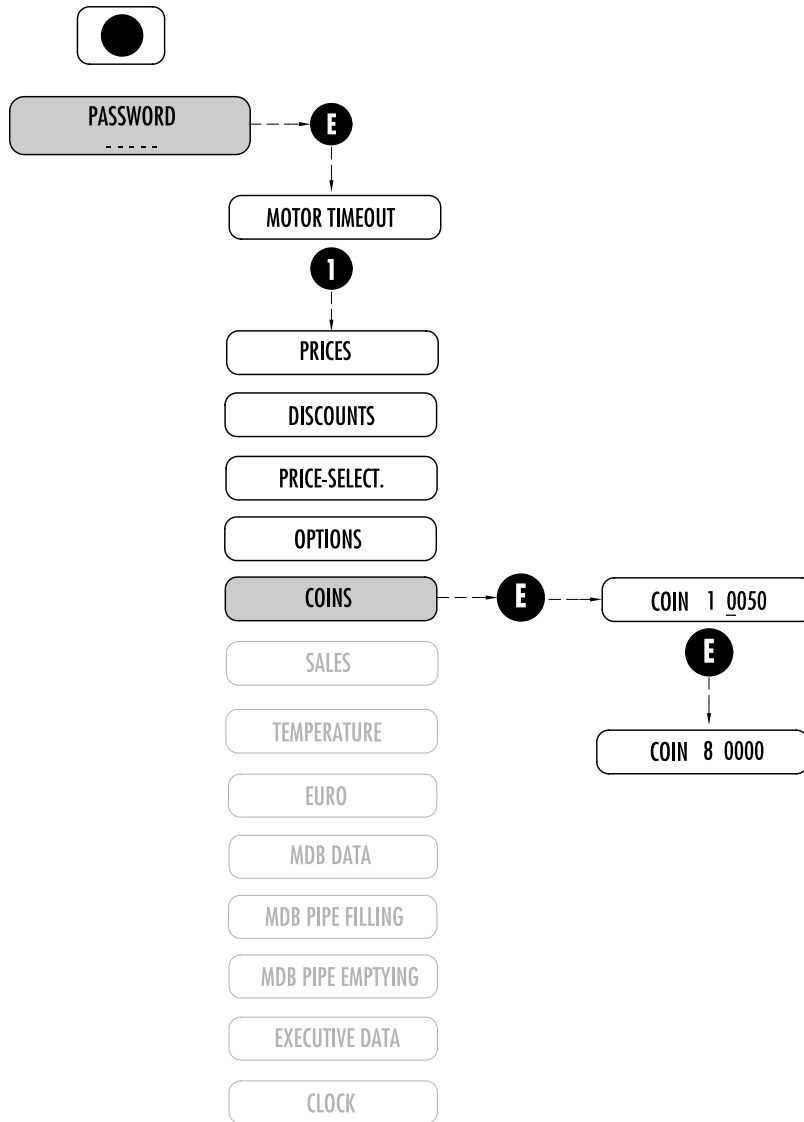 PASSWORD
- - - - -
E
MOTOR TIMEOUT
1
PRICES
DISCOUNTS
PRICE-SELECT.
OPTIONS
COINS
E
COIN 1 0050
E
COIN 8 0000
SALES
TEMPERATURE
EURO
MDB DATA
MDB PIPE FILLING
MDB PIPE EMPTYING
EXECUTIVE DATA
CLOCK